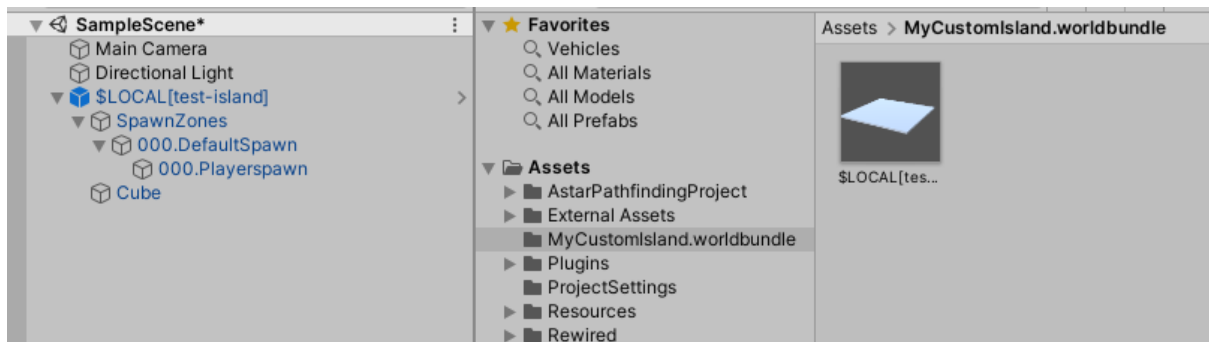 SampleScene*
Main Camera
Directional Light
$LOCAL[test-island]
SpawnZones
000.DefaultSpawn
000.Playerspawn
Cube
Favorites
Vehicles
All Materials
All Models
All Prefabs
Assets
AstarPathfindingProject
External Assets
MyCustomIsland.worldbundle
Plugins
ProjectSettings
Resources
Rewired
Assets > MyCustomIsland.worldbundle
$LOCAL[tes...